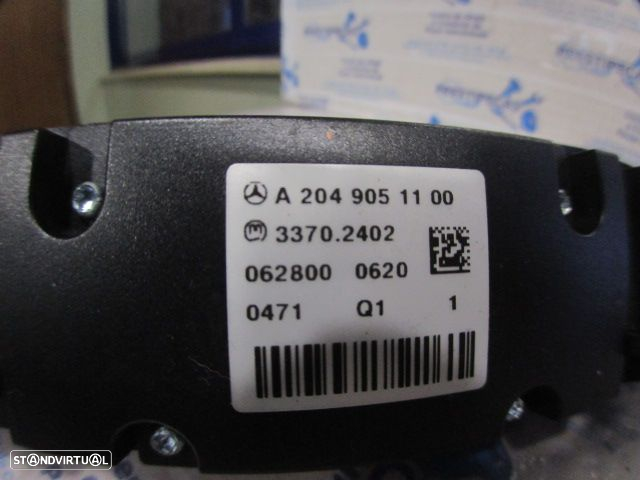 A 204 905 11 00
3370.2402
062800 0620
0471 Q1 1
STANDVIRTUAL